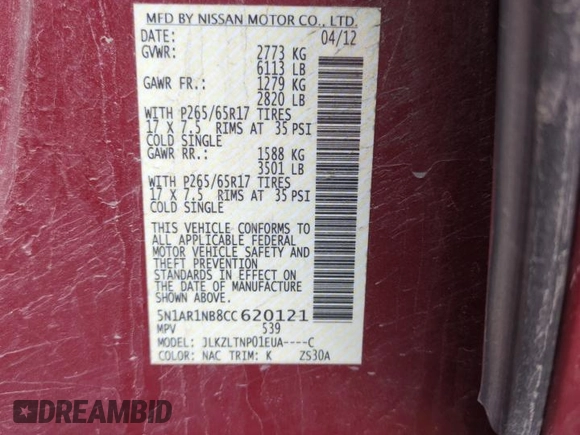 MFD BY NISSAN MOTOR CO., LTD.
DATE: 04/12
GVWR: 2773 KG
6113 LB
GAWR FR.: 1279 KG
2820 LB
WITH P265/65R17 TIRES
17 X 7.5 RIMS AT 35 PSI
COLD SINGLE
GAWR RR.: 1588 KG
3501 LB
WITH P265/65R17 TIRES
17 X 7.5 RIMS AT 35 PSI
COLD SINGLE
THIS VEHICLE CONFORMS TO
ALL APPLICABLE FEDERAL
MOTOR VEHICLE SAFETY AND
THEFT PREVENTION
STANDARDS IN EFFECT ON
THE DATE OF MANUFACTURE
SHOWN ABOVE.
5N1AR1NB8CC620121
MPV 539
MODEL: JLKZLTNP01EUA----C
COLOR: NAC TRIM: K ZS30A
DREAMBID